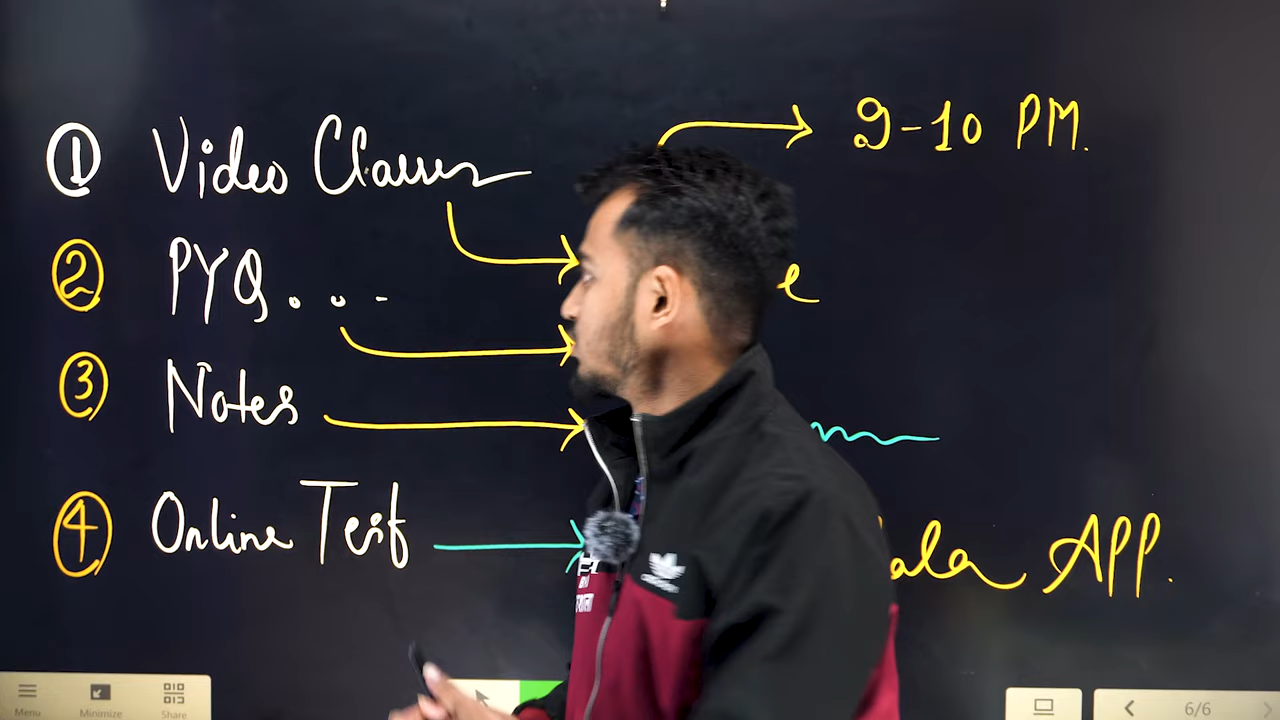 ① Video Classes → 9-10 PM.
② PYQ...
③ Notes
④ Online Test → APP.
Menu
Minimize
Share
6/6